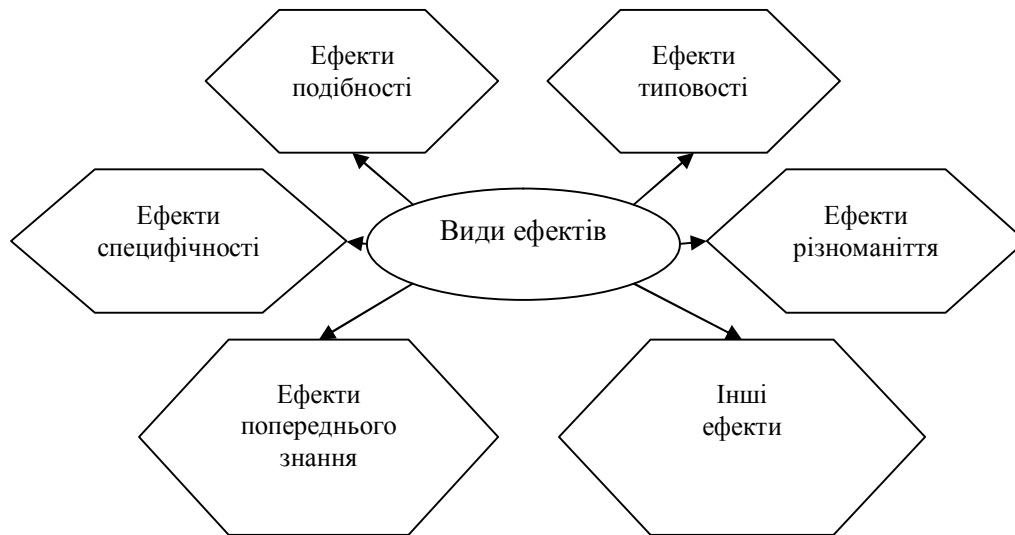 Ефекти
подібності
Ефекти
типовості
Ефекти
специфічності
Види ефектів
Ефекти
різноманіття
Ефекти
попереднього
знання
Інші
ефекти